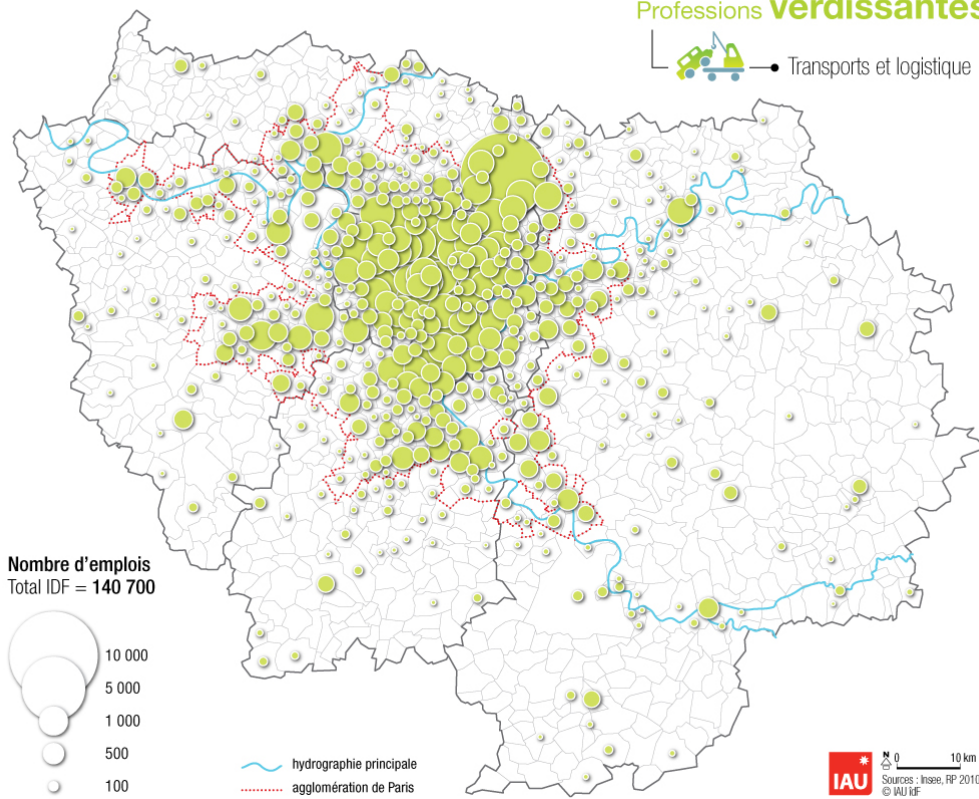 Professions verdissantes
Transports et logistique
Nombre d'emplois
Total IDF = 140 700
10 000
5 000
1 000
500
100
hydrographie principale
agglomération de Paris
IAU
N
0 10 km
Sources : Insee, RP 2010
© IAU îdF